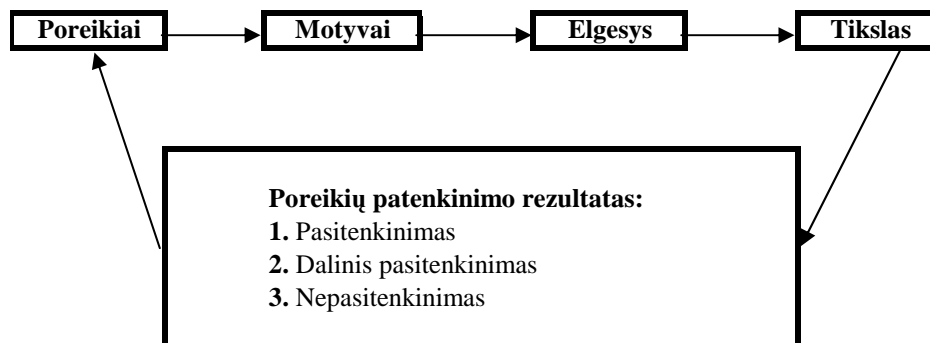 Poreikiai Motyvai Elgesys Tikslas
Poreikių patenkinimo rezultatas:
1. Pasitenkinimas
2. Dalinis pasitenkinimas
3. Nepasitenkinimas